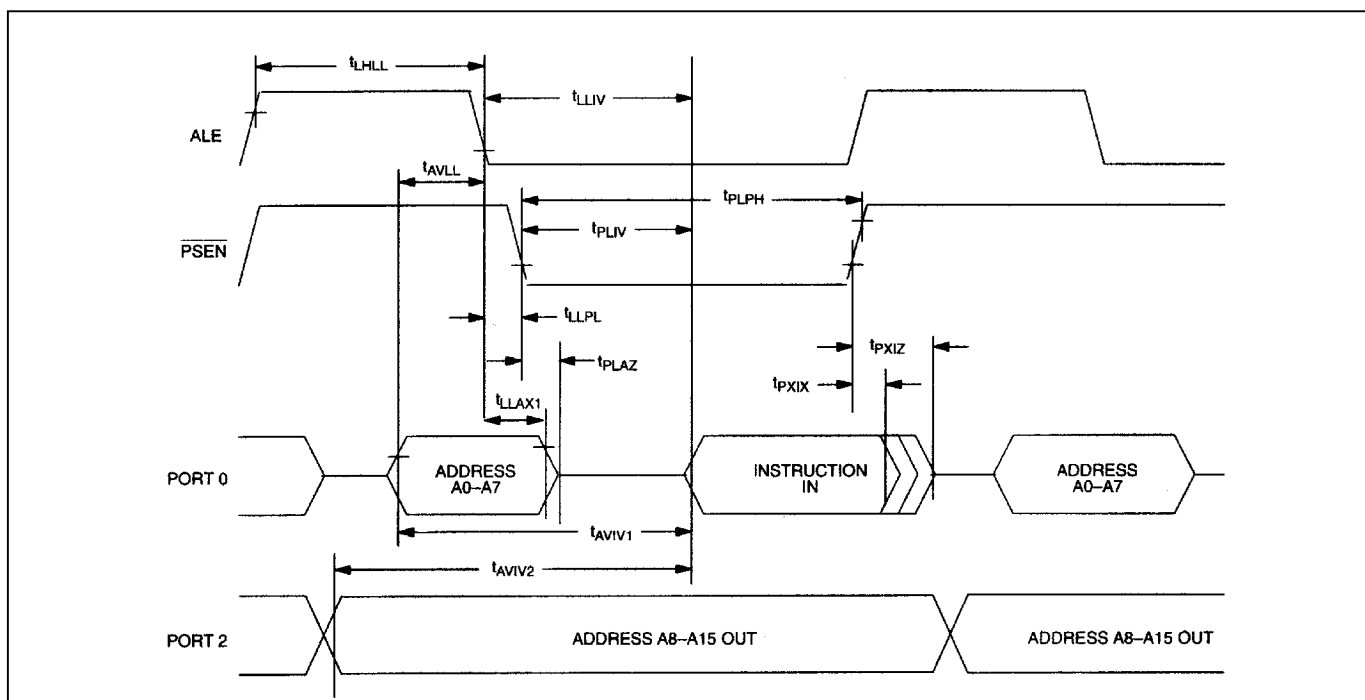 tLHLL
tLLIV
ALE
tAVLL
tPLPH
PSEN
tPLIV
tLLPL
tPXIZ
tPLAZ
tPXIX
tLLAX1
PORT 0
ADDRESS
A0–A7
INSTRUCTION
IN
ADDRESS
A0–A7
tAVIV1
tAVIV2
PORT 2
ADDRESS A8–A15 OUT
ADDRESS A8–A15 OUT